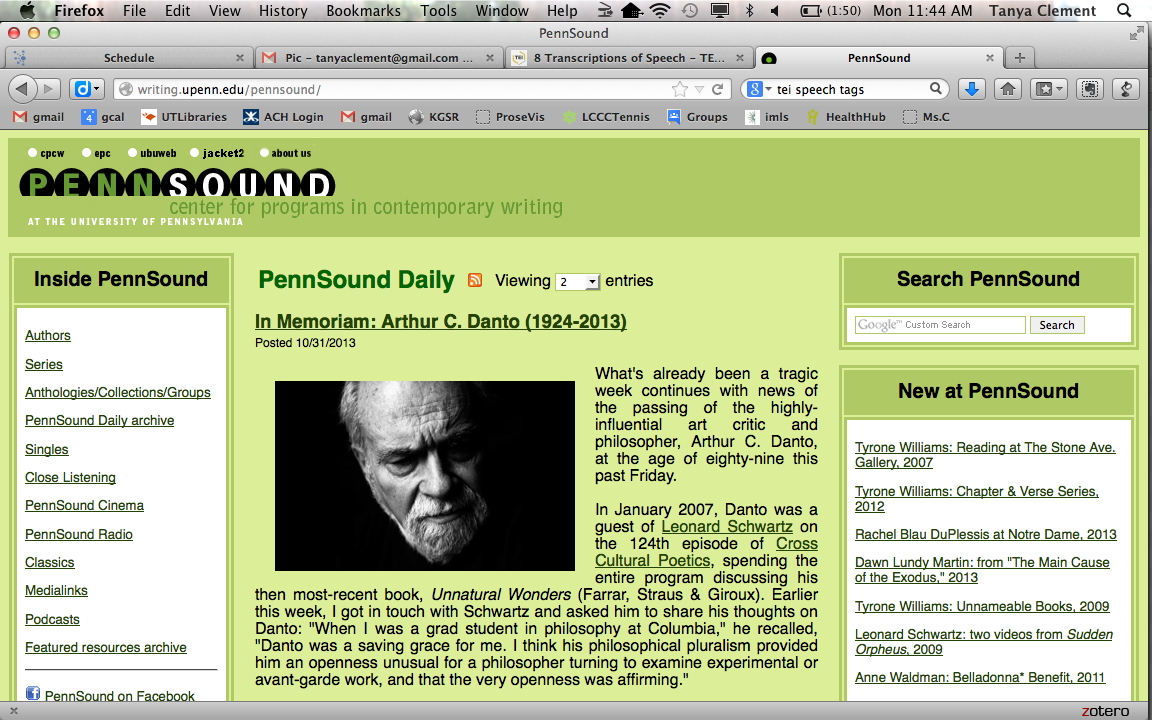 Firefox File Edit View History Bookmarks Tools Window Help (1:50) Mon 11:44 AM Tanya Clement
PennSound
Schedule Pic – tanyaclement@gmail.com ... 8 Transcriptions of Speech – TE... PennSound
writing.upenn.edu/pennsound/ tei speech tags
gmail gcal UTLibraries ACH Login gmail KGSR ProseVis LCCCTennis Groups imls HealthHub Ms.C
cpcw epc ubuweb jacket2 about us
PENNSOUND
center for programs in contemporary writing
AT THE UNIVERSITY OF PENNSYLVANIA
Inside PennSound
Authors
Series
Anthologies/Collections/Groups
PennSound Daily archive
Singles
Close Listening
PennSound Cinema
PennSound Radio
Classics
Medialinks
Podcasts
Featured resources archive
PennSound on Facebook
PennSound Daily Viewing 2 entries
In Memoriam: Arthur C. Danto (1924-2013)
Posted 10/31/2013
What's already been a tragic
week continues with news of
the passing of the highly-
influential art critic and
philosopher, Arthur C. Danto,
at the age of eighty-nine this
past Friday.
In January 2007, Danto was a
guest of Leonard Schwartz on
the 124th episode of Cross
Cultural Poetics, spending the
entire program discussing his
then most-recent book, Unnatural Wonders (Farrar, Straus & Giroux). Earlier
this week, I got in touch with Schwartz and asked him to share his thoughts on
Danto: "When I was a grad student in philosophy at Columbia," he recalled,
"Danto was a saving grace for me. I think his philosophical pluralism provided
him an openness unusual for a philosopher turning to examine experimental or
avant-garde work, and that the very openness was affirming."
Search PennSound
Google™ Custom Search Search
New at PennSound
Tyrone Williams: Reading at The Stone Ave.
Gallery, 2007
Tyrone Williams: Chapter & Verse Series,
2012
Rachel Blau DuPlessis at Notre Dame, 2013
Dawn Lundy Martin: from "The Main Cause
of the Exodus," 2013
Tyrone Williams: Unnameable Books, 2009
Leonard Schwartz: two videos from Sudden
Orpheus, 2009
Anne Waldman: Belladonna* Benefit, 2011
zotero